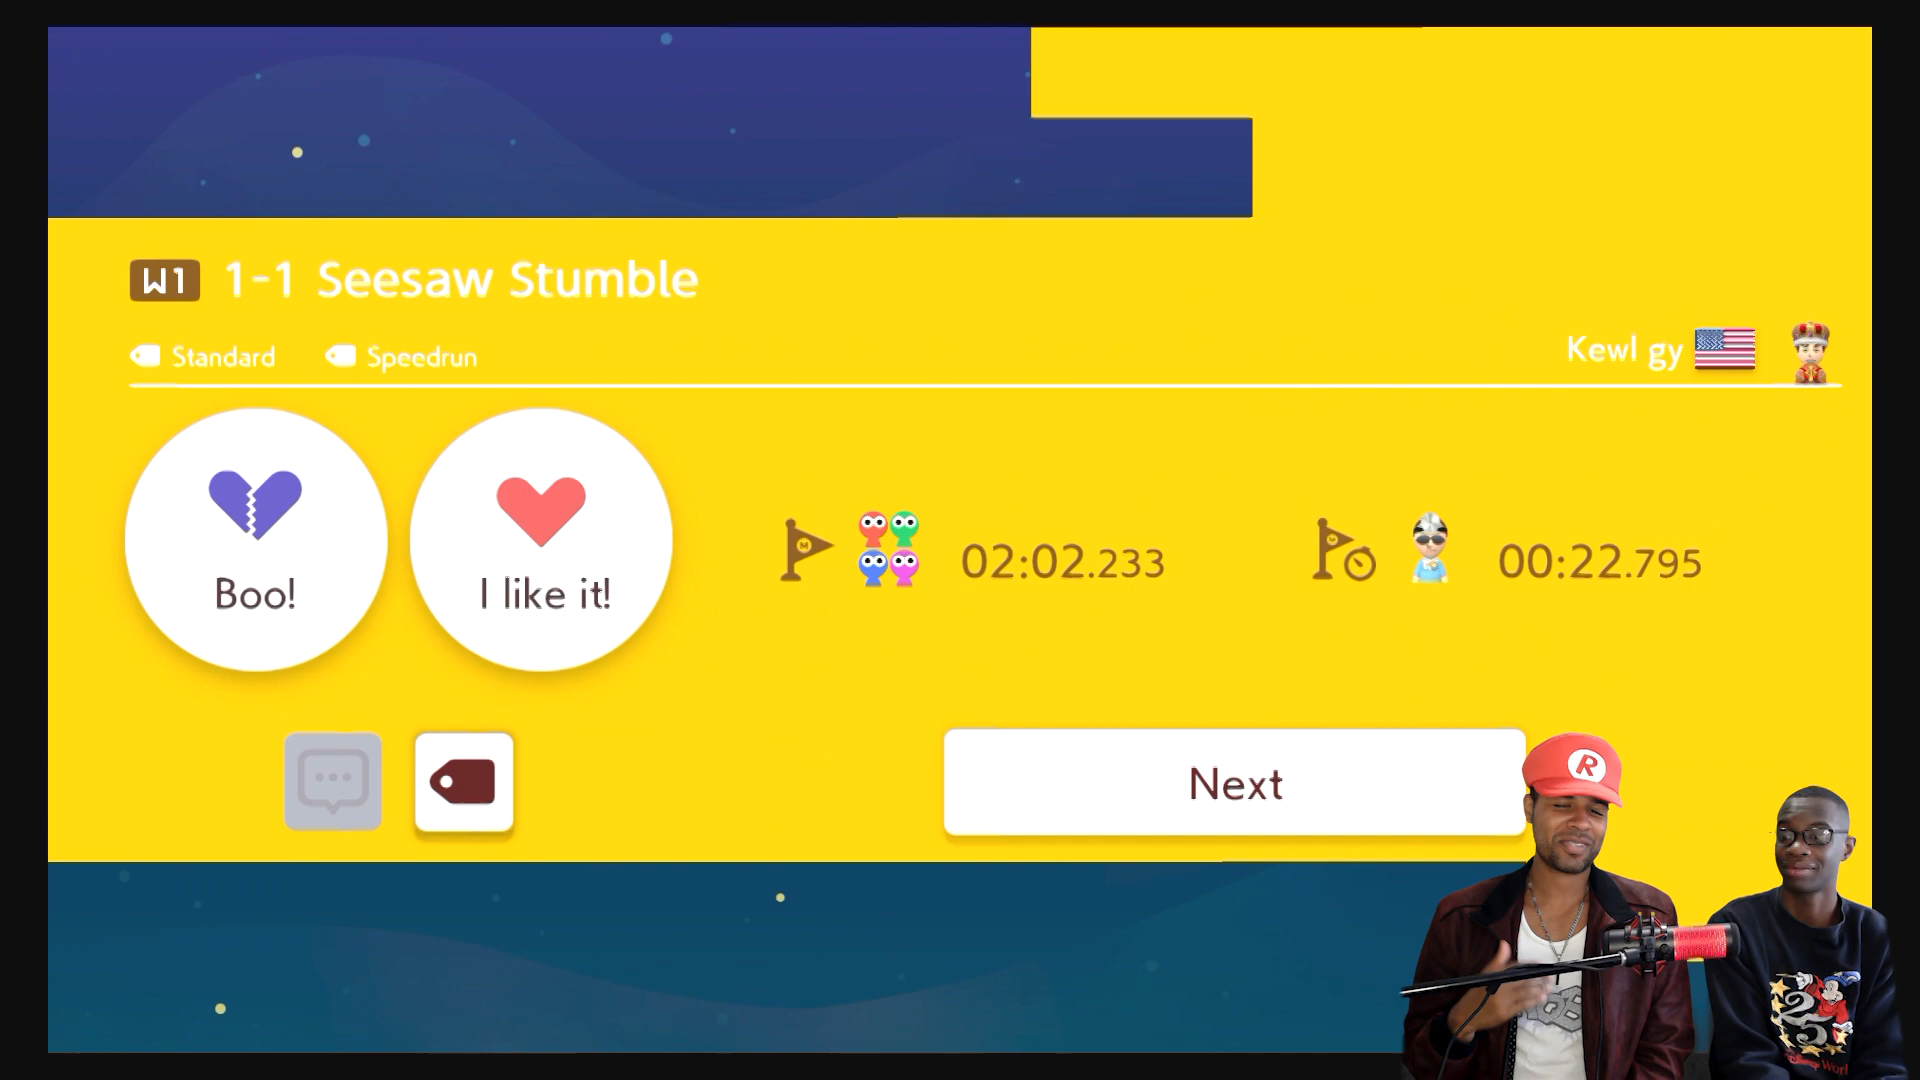 W1 1-1 Seesaw Stumble
Standard Speedrun
Kewl gy
Boo!
I like it!
M
02:02.233
M
00:22.795
Next
R
25